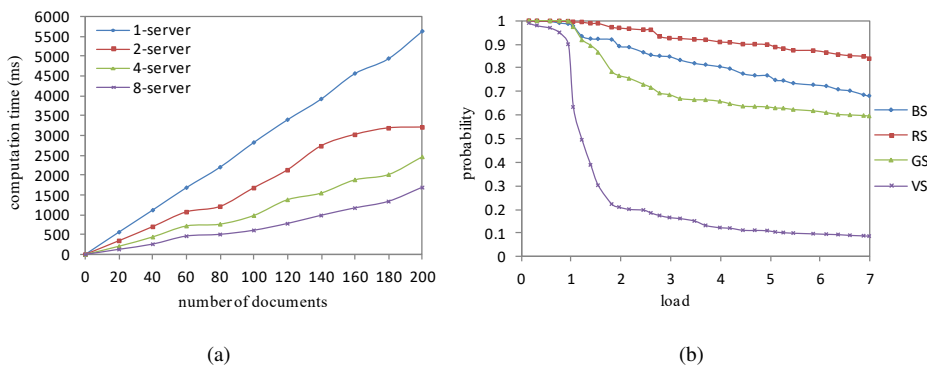 6000
5500
5000
4500
4000
3500
3000
2500
2000
1500
1000
500
0
computation time (ms)
1-server
2-server
4-server
8-server
0 20 40 60 80 100 120 140 160 180 200
number of documents
(a)
1
0.9
0.8
0.7
0.6
0.5
0.4
0.3
0.2
0.1
0
probability
0 1 2 3 4 5 6 7
load
BS
RS
GS
VS
(b)